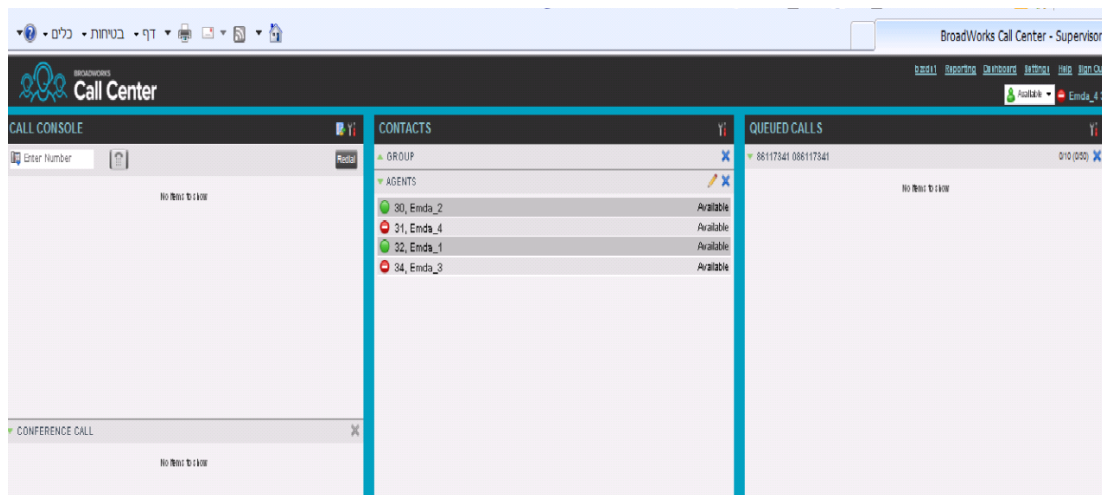 דף ▾ בטיחות ▾ כלים ▾
BroadWorks Call Center - Supervisor
BROADWORKS
Call Center
Reporting Dashboard Settings Help Sign Ou
Available
Emda_4
CALL CONSOLE
Enter Number
Redial
No items to show
CONFERENCE CALL
No items to show
CONTACTS
GROUP
AGENTS
30, Emda_2 Available
31, Emda_4 Available
32, Emda_1 Available
34, Emda_3 Available
QUEUED CALLS
86117341 086117341 0/10 (0/50)
No items to show